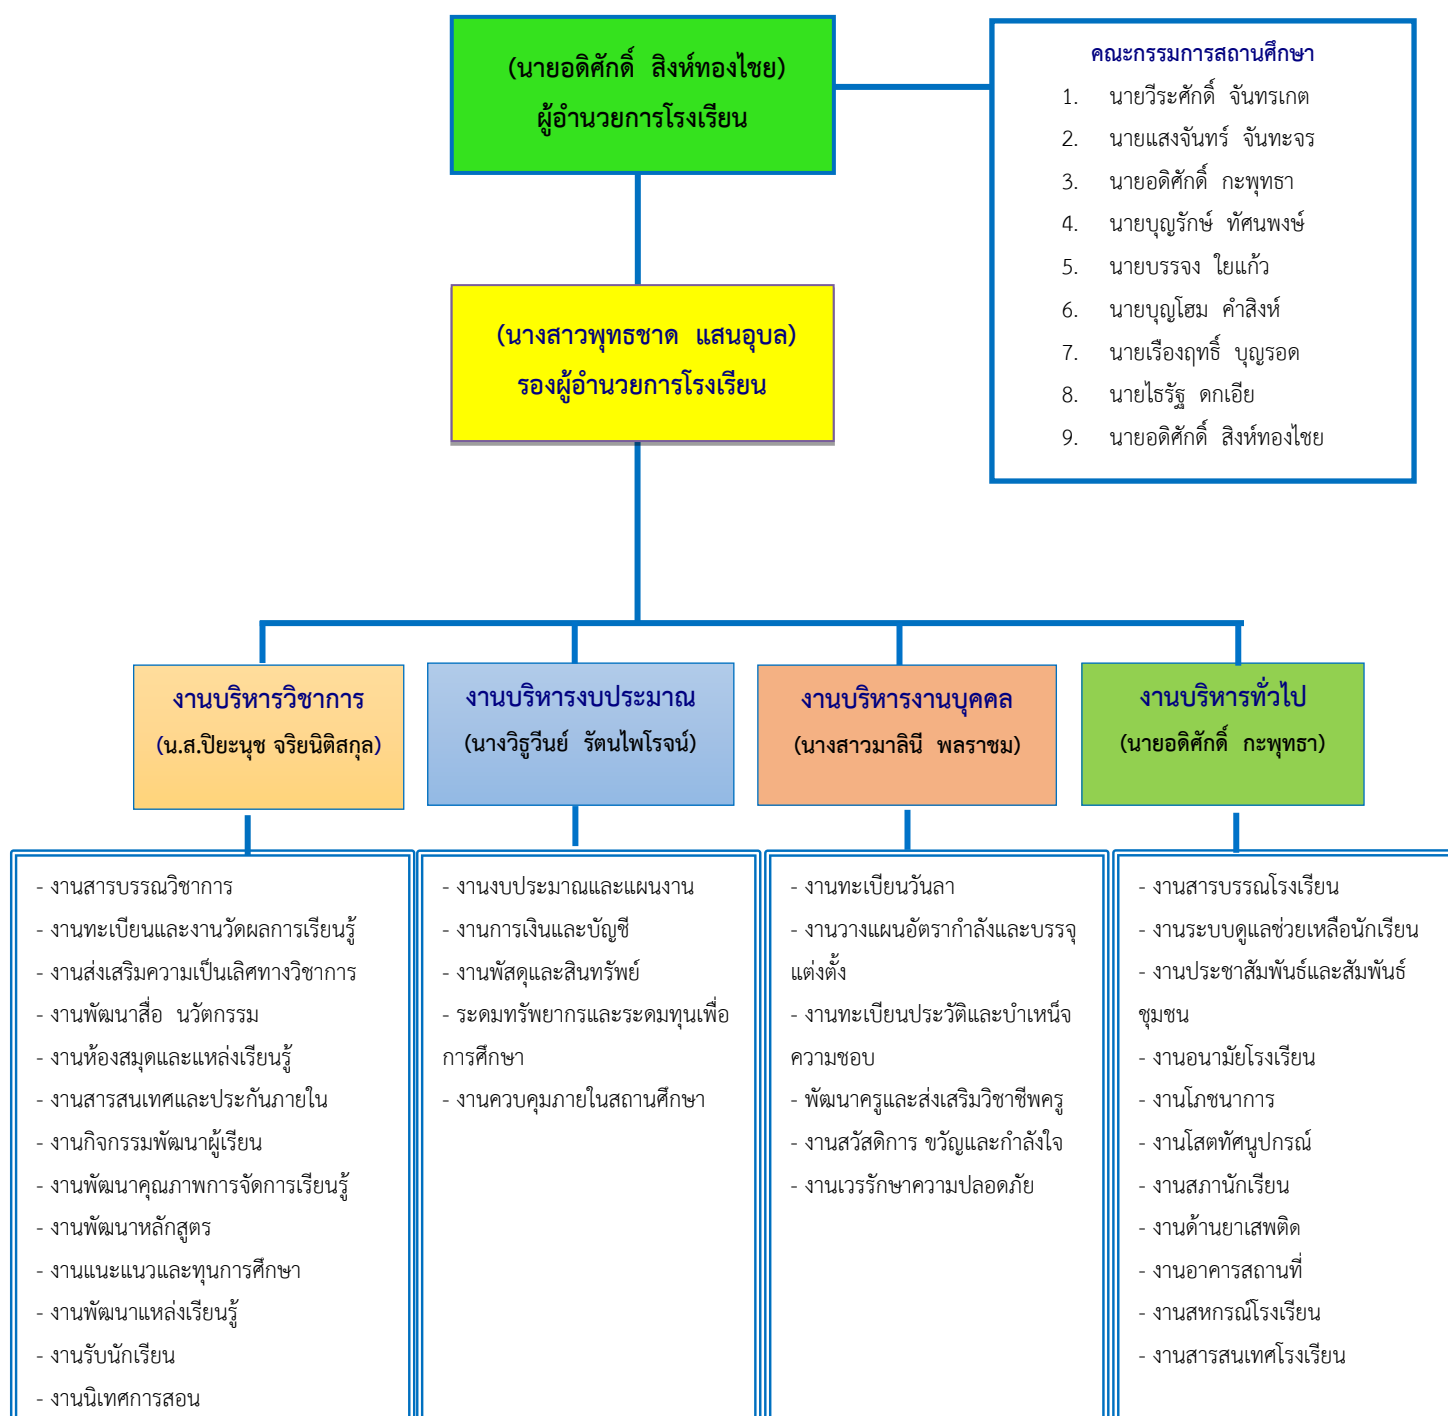 (นายอดิศักดิ์ สิงห์ทองไชย)
ผู้อำนวยการโรงเรียน
คณะกรรมการสถานศึกษา
1. นายวีระศักดิ์ จันทรเกต
2. นายแสงจันทร์ จันทะจร
3. นายอดิศักดิ์ กะพุทธา
4. นายบุญรักษ์ ทัศนพงษ์
5. นายบรรจง ใยแก้ว
6. นายบุญโฮม คำสิงห์
7. นายเรืองฤทธิ์ บุญรอด
8. นายไธรัฐ ดกเอีย
9. นายอดิศักดิ์ สิงห์ทองไชย
(นางสาวพุทธชาด แสนอุบล)
รองผู้อำนวยการโรงเรียน
งานบริหารวิชาการ
(น.ส.ปิยะนุช จริยนิติสกุล)
งานบริหารงบประมาณ
(นางวิธูวีนย์ รัตนไพโรจน์)
งานบริหารงานบุคคล
(นางสาวมาลินี พลราชม)
งานบริหารทั่วไป
(นายอดิศักดิ์ กะพุทธา)
- งานสารบรรณวิชาการ
- งานทะเบียนและงานวัดผลการเรียนรู้
- งานส่งเสริมความเป็นเลิศทางวิชาการ
- งานพัฒนาสื่อ นวัตกรรม
- งานห้องสมุดและแหล่งเรียนรู้
- งานสารสนเทศและประกันภายใน
- งานกิจกรรมพัฒนาผู้เรียน
- งานพัฒนาคุณภาพการจัดการเรียนรู้
- งานพัฒนาหลักสูตร
- งานแนะแนวและทุนการศึกษา
- งานพัฒนาแหล่งเรียนรู้
- งานรับนักเรียน
- งานนิเทศการสอน
- งานงบประมาณและแผนงาน
- งานการเงินและบัญชี
- งานพัสดุและสินทรัพย์
- ระดมทรัพยากรและระดมทุนเพื่อ
การศึกษา
- งานควบคุมภายในสถานศึกษา
- งานทะเบียนวันลา
- งานวางแผนอัตรากำลังและบรรจุ
แต่งตั้ง
- งานทะเบียนประวัติและบำเหน็จ
ความชอบ
- พัฒนาครูและส่งเสริมวิชาชีพครู
- งานสวัสดิการ ขวัญและกำลังใจ
- งานเวรรักษาความปลอดภัย
- งานสารบรรณโรงเรียน
- งานระบบดูแลช่วยเหลือนักเรียน
- งานประชาสัมพันธ์และสัมพันธ์
ชุมชน
- งานอนามัยโรงเรียน
- งานโภชนาการ
- งานโสตทัศนูปกรณ์
- งานสภานักเรียน
- งานด้านยาเสพติด
- งานอาคารสถานที่
- งานสหกรณ์โรงเรียน
- งานสารสนเทศโรงเรียน